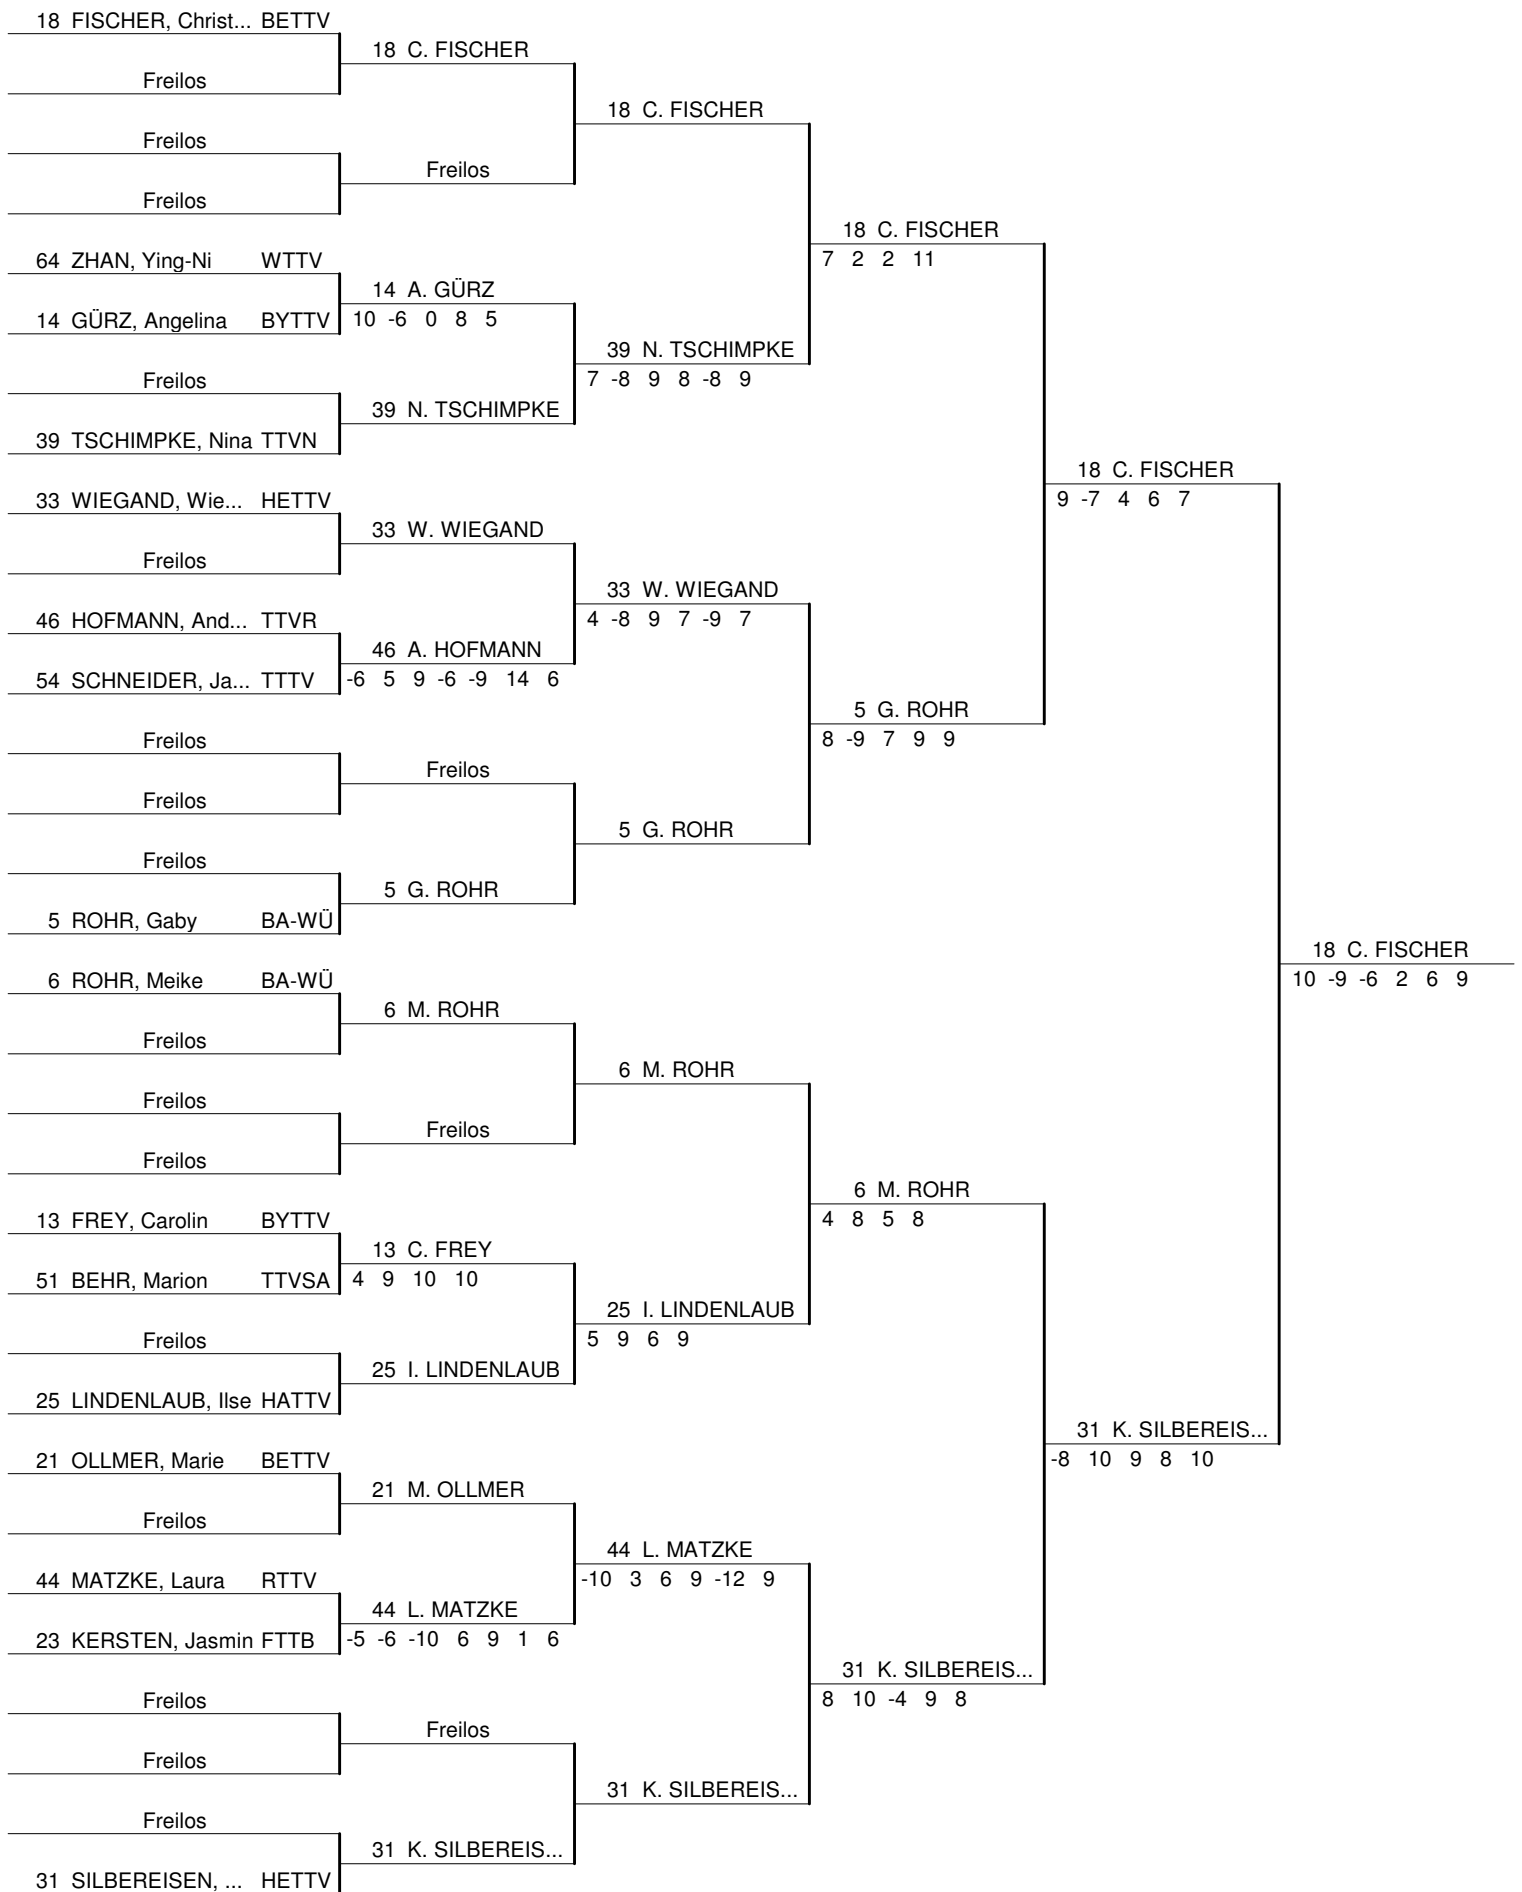 18 FISCHER, Christ... BETTV
18 C. FISCHER
Freilos
18 C. FISCHER
Freilos
Freilos
Freilos
18 C. FISCHER
7 2 2 11
64 ZHAN, Ying-Ni WTTV
14 A. GÜRZ
14 GÜRZ, Angelina BYTTV
10 -6 0 8 5
39 N. TSCHIMPKE
7 -8 9 8 -8 9
Freilos
39 N. TSCHIMPKE
39 TSCHIMPKE, Nina TTVN
18 C. FISCHER
9 -7 4 6 7
33 WIEGAND, Wie... HETTV
33 W. WIEGAND
Freilos
33 W. WIEGAND
4 -8 9 7 -9 7
46 HOFMANN, And... TTVR
46 A. HOFMANN
54 SCHNEIDER, Ja... TTTV
-6 5 9 -6 -9 14 6
5 G. ROHR
8 -9 7 9 9
Freilos
Freilos
Freilos
5 G. ROHR
Freilos
5 G. ROHR
5 ROHR, Gaby BA-WÜ
18 C. FISCHER
10 -9 -6 2 6 9
6 ROHR, Meike BA-WÜ
6 M. ROHR
Freilos
6 M. ROHR
Freilos
Freilos
Freilos
6 M. ROHR
4 8 5 8
13 FREY, Carolin BYTTV
13 C. FREY
51 BEHR, Marion TTVSA
4 9 10 10
25 I. LINDENLAUB
5 9 6 9
Freilos
25 I. LINDENLAUB
25 LINDENLAUB, Ilse HATTV
31 K. SILBEREIS...
-8 10 9 8 10
21 OLLMER, Marie BETTV
21 M. OLLMER
Freilos
44 L. MATZKE
-10 3 6 9 -12 9
44 MATZKE, Laura RTTV
44 L. MATZKE
23 KERSTEN, Jasmin FTTB
-5 -6 -10 6 9 1 6
31 K. SILBEREIS...
8 10 -4 9 8
Freilos
Freilos
Freilos
31 K. SILBEREIS...
Freilos
31 K. SILBEREIS...
31 SILBEREISEN, ... HETTV